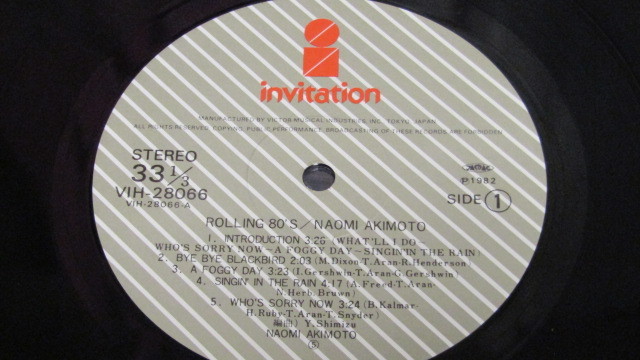 invitation
MANUFACTURED BY VICTOR MUSICAL INDUSTRIES, INC. TOKYO, JAPAN
ALL RIGHTS RESERVED. COPYING, PUBLIC PERFORMANCE, BROADCASTING OF THESE RECORDS ARE FORBIDDEN
STEREO
33 1/3
VIH-28066
VIH-28066-A
℗1982
SIDE 1
ROLLING 80'S/NAOMI AKIMOTO
1. INTRODUCTION 3:25 (WHAT'LL I DO~
WHO'S SORRY NOW~A FOGGY DAY~SINGIN' IN THE RAIN)
2. BYE BYE BLACKBIRD 2:03 (M.Dixon-T.Aran-R.Henderson)
3. A FOGGY DAY 3:23 (I.Gershwin-T.Aran-G.Gershwin)
4. SINGIN' IN THE RAIN 4:17 (A.Freed-T.Aran-
N.Herb Bruwn)
5. WHO'S SORRY NOW 3:24 (B.Kalmar-
H.Ruby-T.Aran-T.Snyder)
編曲) Y.Shimizu
NAOMI AKIMOTO